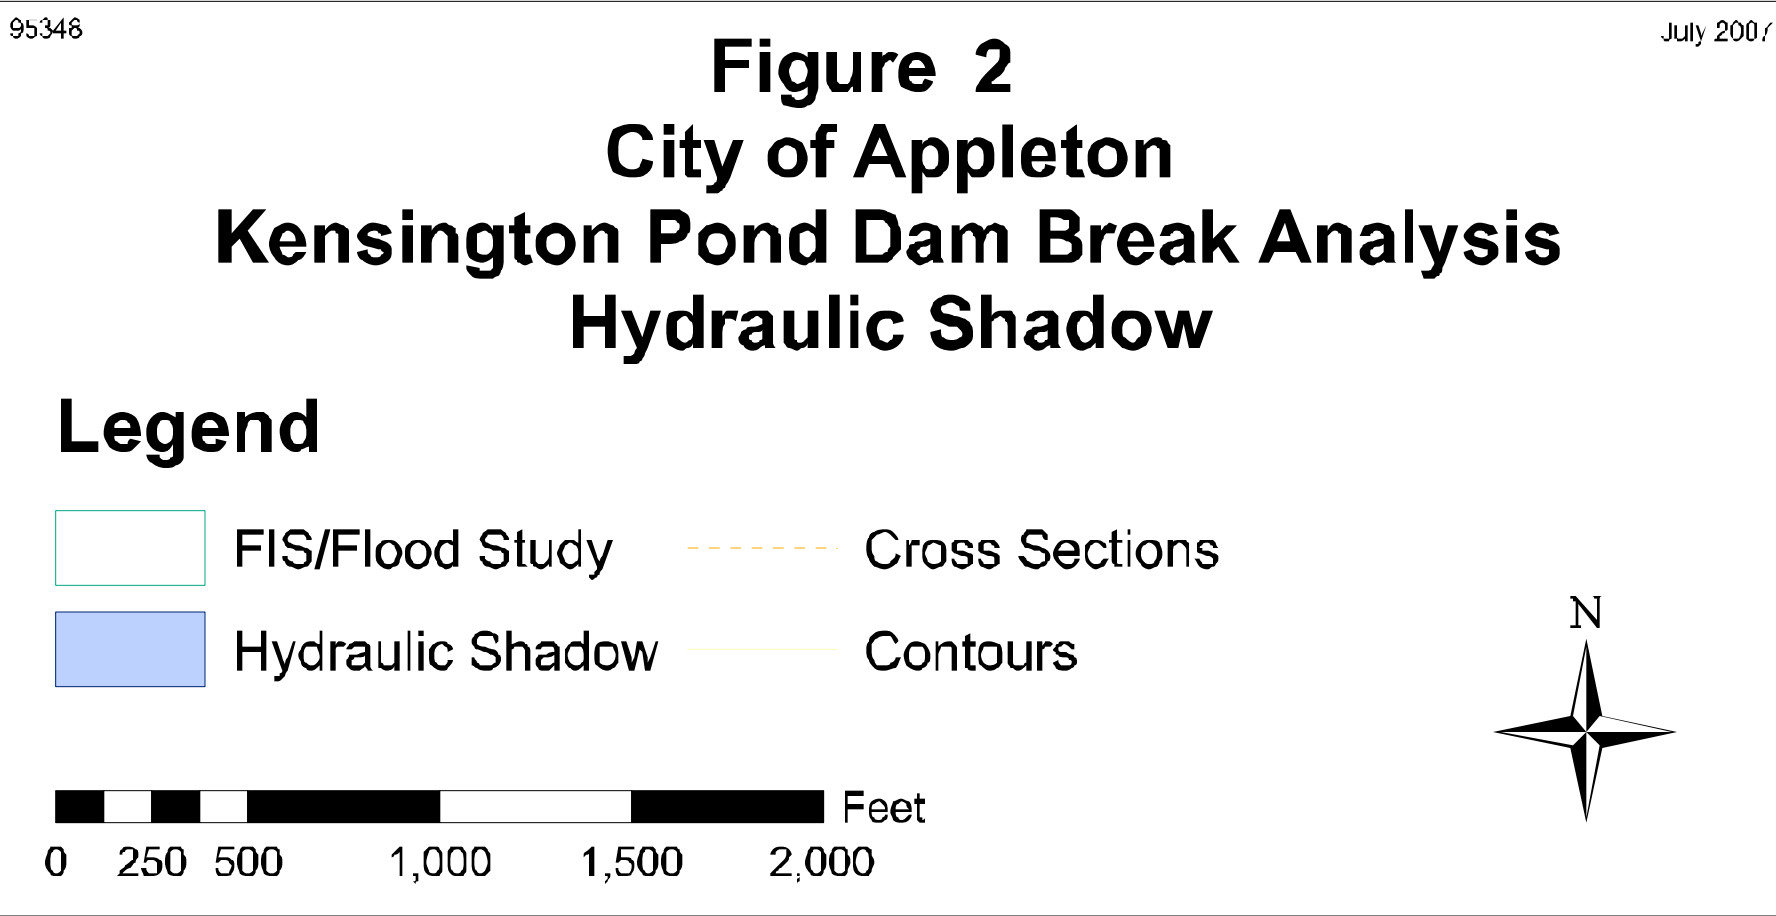 95348
July 2007
Figure 2
City of Appleton
Kensington Pond Dam Break Analysis
Hydraulic Shadow
Legend
FIS/Flood Study
Cross Sections
Hydraulic Shadow
Contours
N
Feet
0 250 500 1,000 1,500 2,000